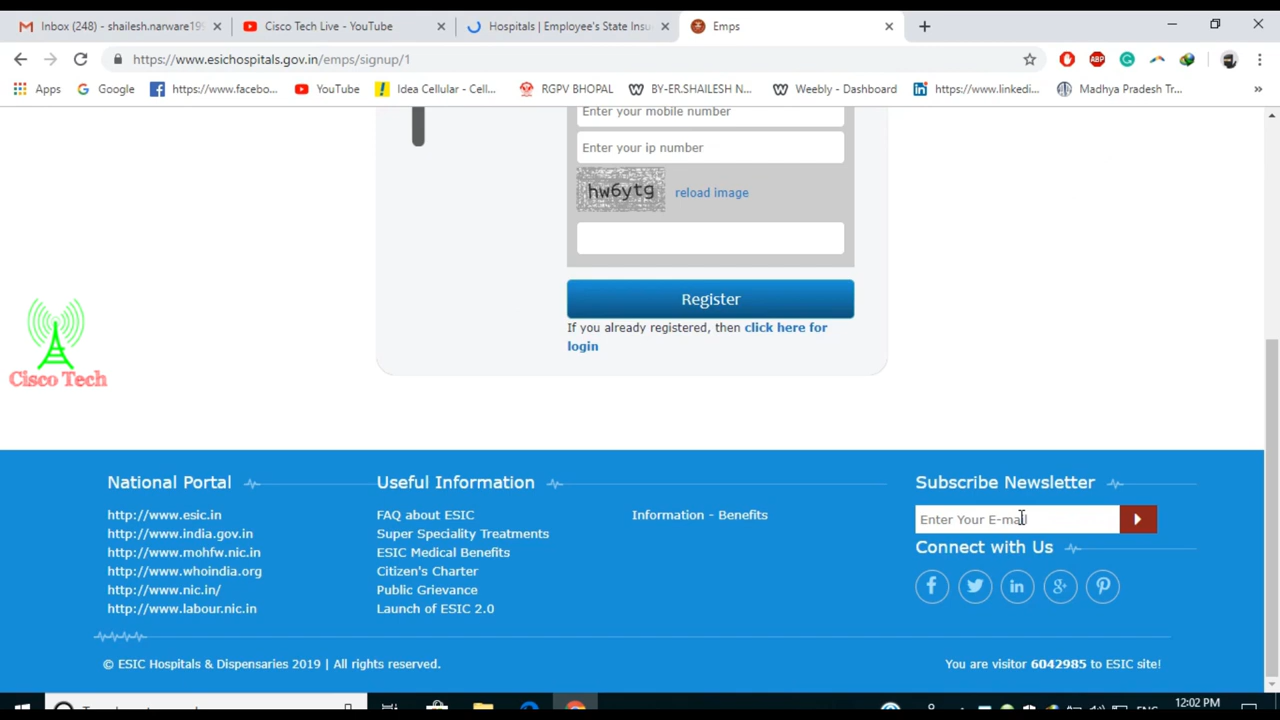 Inbox (248) - shailesh.narware199
Cisco Tech Live - YouTube
Hospitals | Employee's State Insu
Emps
https://www.esichospitals.gov.in/emps/signup/1
Apps
Google
https://www.facebo...
YouTube
Idea Cellular - Cell...
RGPV BHOPAL
BY-ER.SHAILESH N...
Weebly - Dashboard
https://www.linkedi...
Madhya Pradesh Tr...
»
Enter your mobile number
Enter your ip number
hw6ytg
reload image
Register
If you already registered, then click here for
login
Cisco Tech
National Portal
http://www.esic.in
http://www.india.gov.in
http://www.mohfw.nic.in
http://www.whoindia.org
http://www.nic.in/
http://www.labour.nic.in
Useful Information
FAQ about ESIC
Super Speciality Treatments
ESIC Medical Benefits
Citizen's Charter
Public Grievance
Launch of ESIC 2.0
Information - Benefits
Subscribe Newsletter
Enter Your E-mail
Connect with Us
© ESIC Hospitals & Dispensaries 2019 | All rights reserved.
You are visitor 6042985 to ESIC site!
12:02 PM